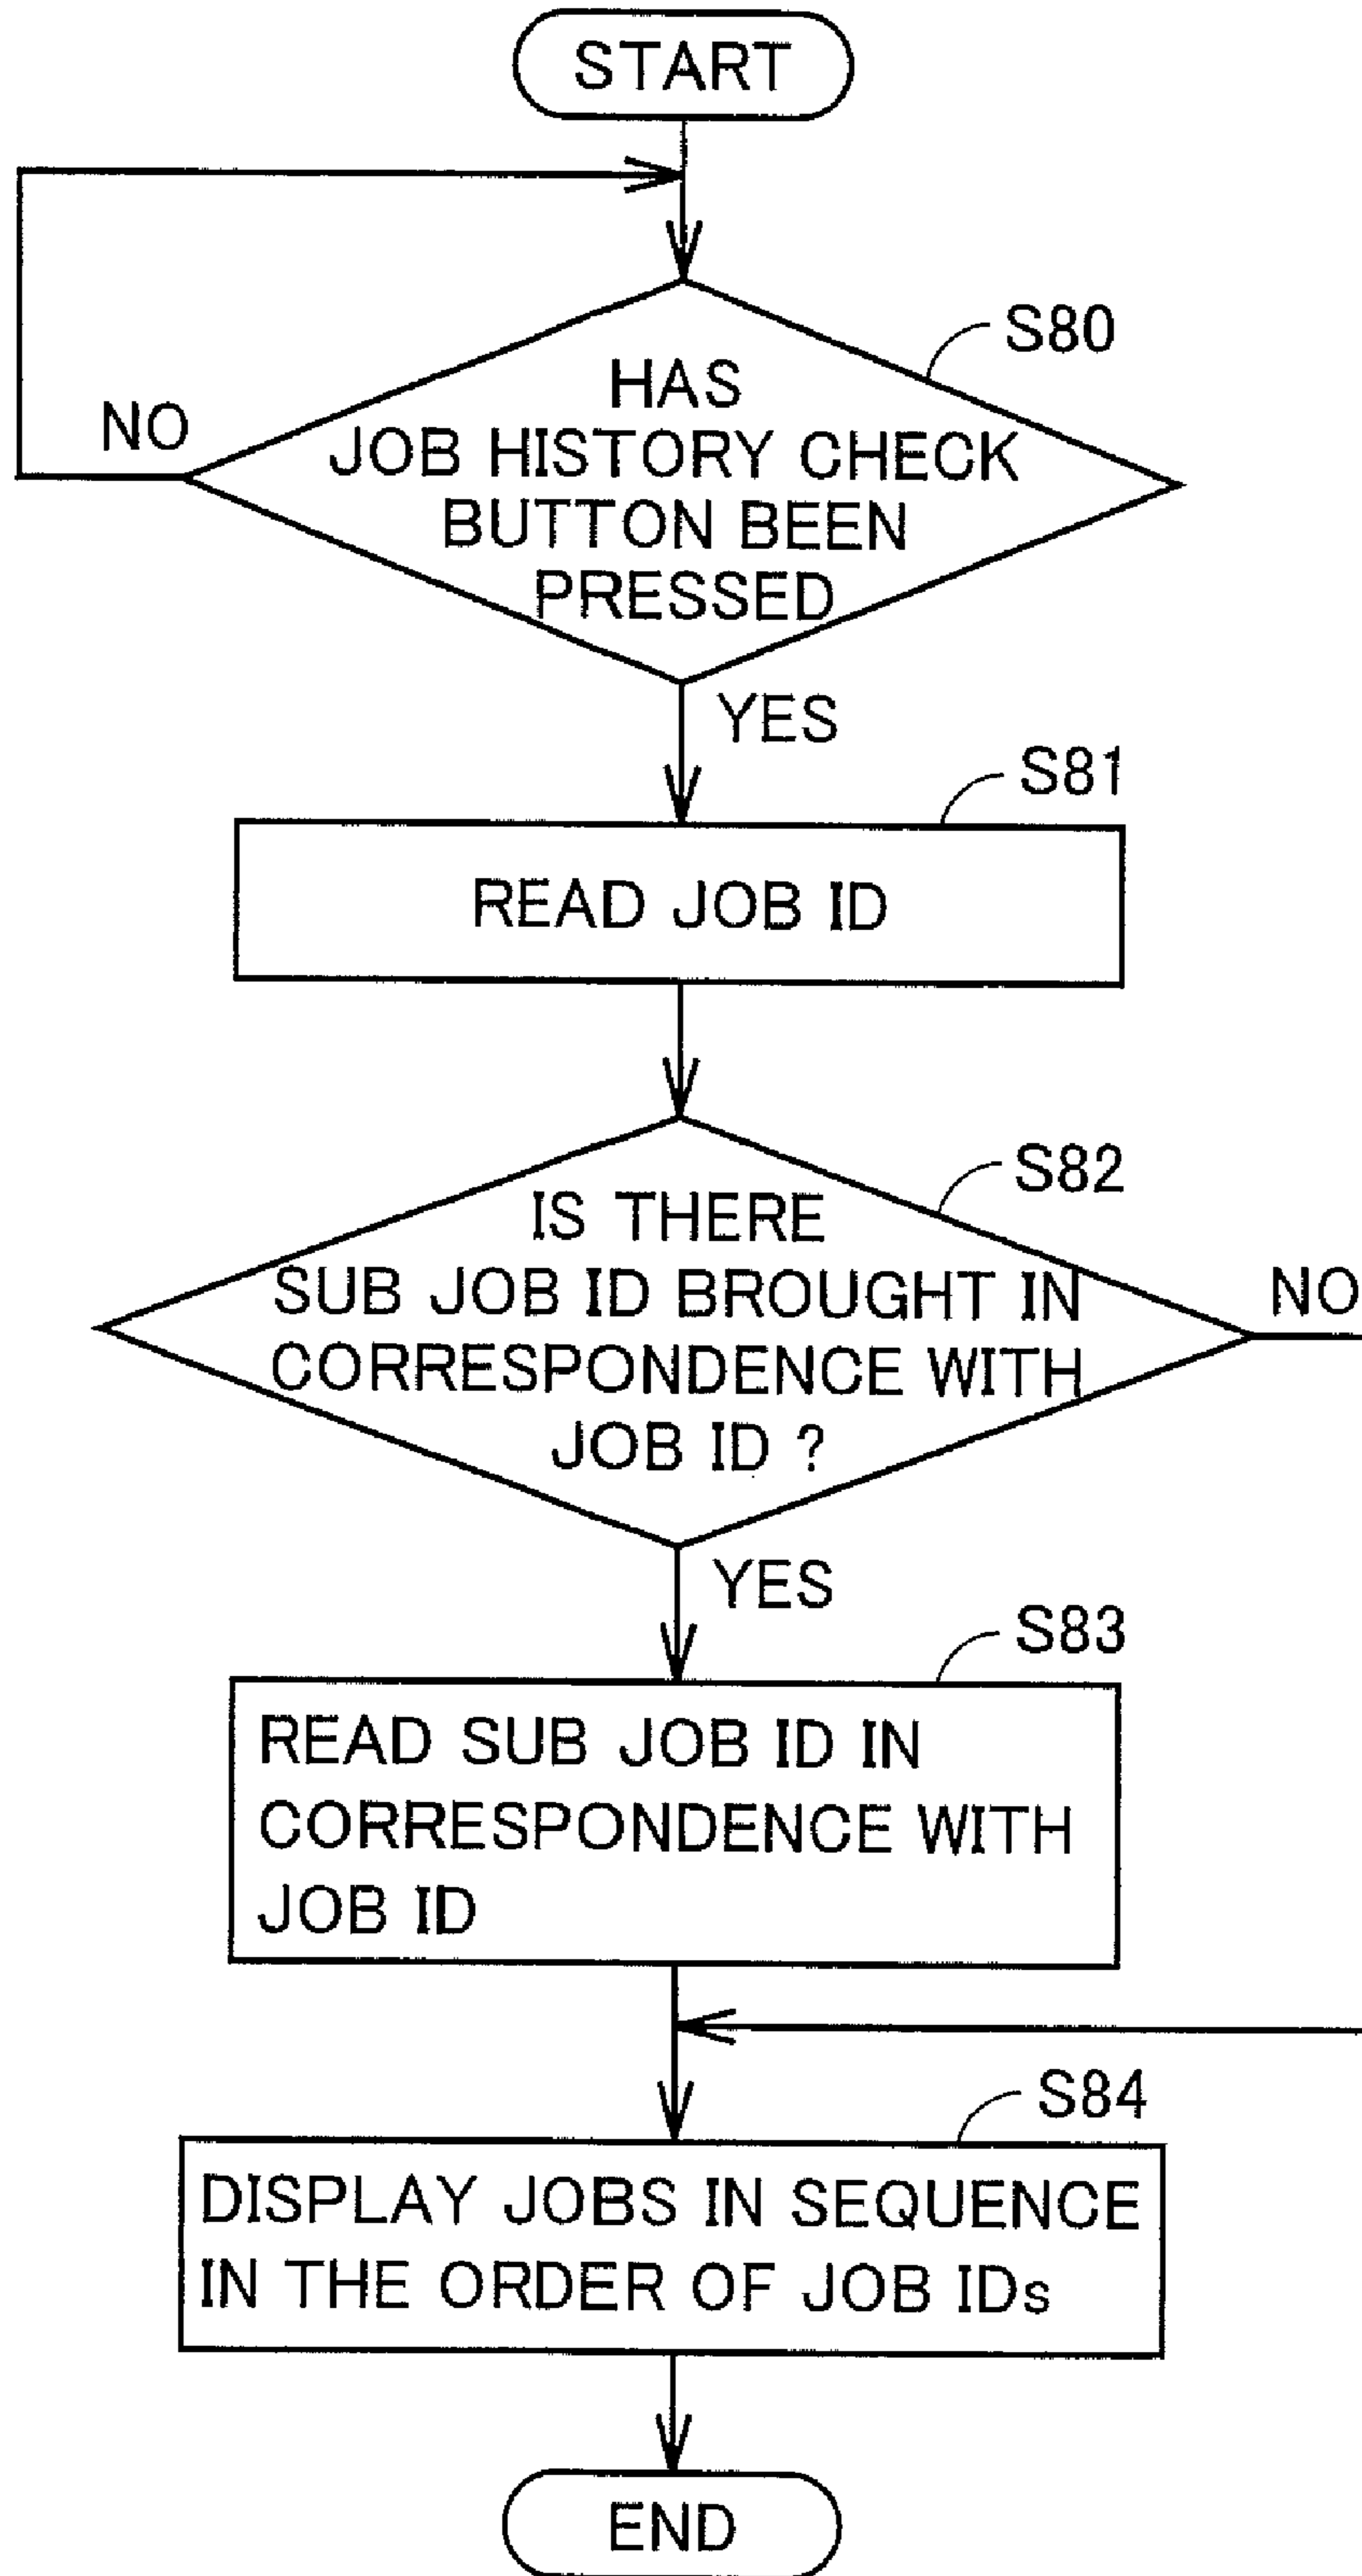 START
S80
HAS
JOB HISTORY CHECK
BUTTON BEEN
PRESSED
NO
YES
S81
READ JOB ID
S82
IS THERE
SUB JOB ID BROUGHT IN
CORRESPONDENCE WITH
JOB ID ?
NO
YES
S83
READ SUB JOB ID IN
CORRESPONDENCE WITH
JOB ID
S84
DISPLAY JOBS IN SEQUENCE
IN THE ORDER OF JOB IDs
END